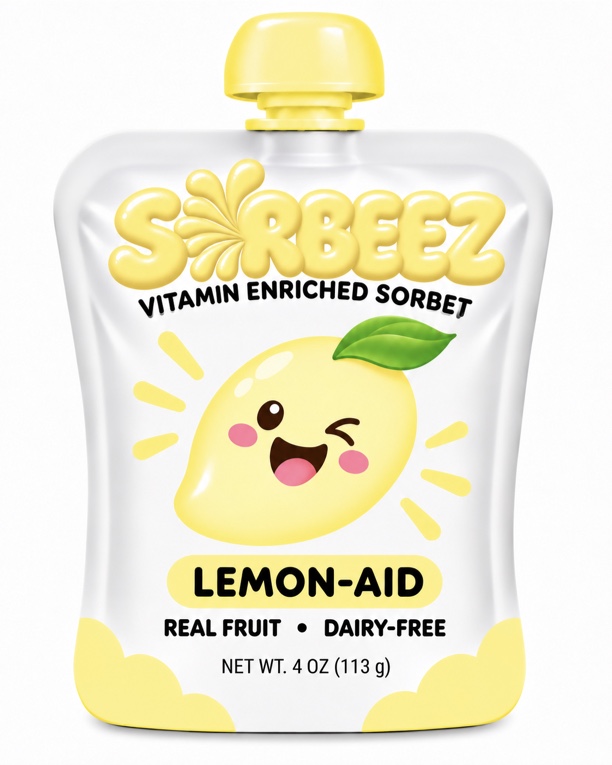 SORBEEZ
VITAMIN ENRICHED SORBET
LEMON-AID
REAL FRUIT • DAIRY-FREE
NET WT. 4 OZ (113 g)